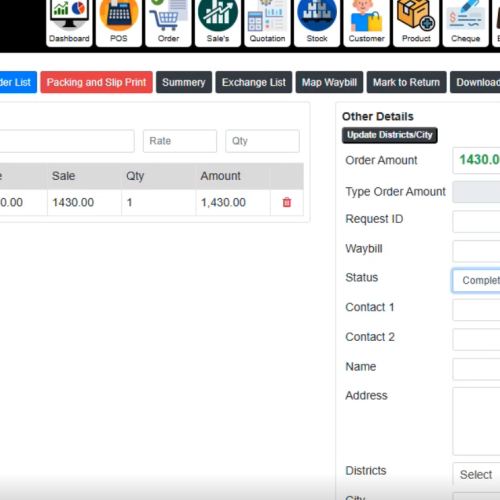 Dashboard POS Order Sale's Quotation Stock Customer Product Cheque
der List Packing and Slip Print Summery Exchange List Map Waybill Mark to Return Download
Other Details
Update Districts/City
Rate Qty
Order Amount 1430.0
e Sale Qty Amount
Type Order Amount
0.00 1430.00 1 1,430.00
Request ID
Waybill
Status Complet
Contact 1
Contact 2
Name
Address
Districts Select
City